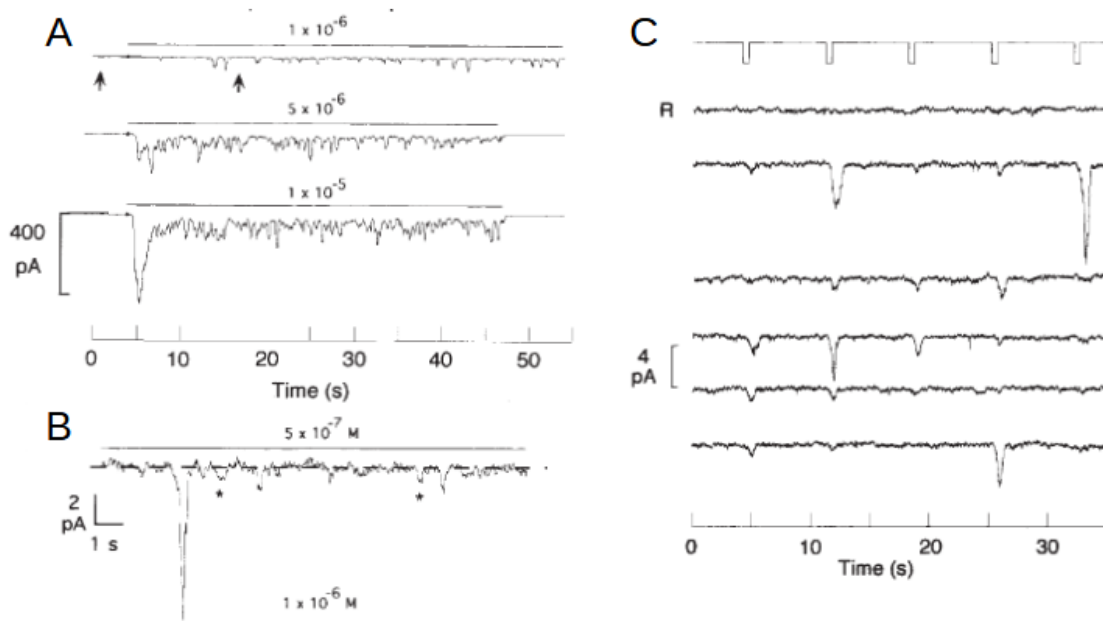 A
1 x 10⁻⁶
5 x 10⁻⁶
1 x 10⁻⁵
400
pA
0 10 20 30 40 50
Time (s)
B
5 x 10⁻⁷ M
*
*
2
pA
1 s
1 x 10⁻⁶ M
C
R
4
pA
0 10 20 30
Time (s)